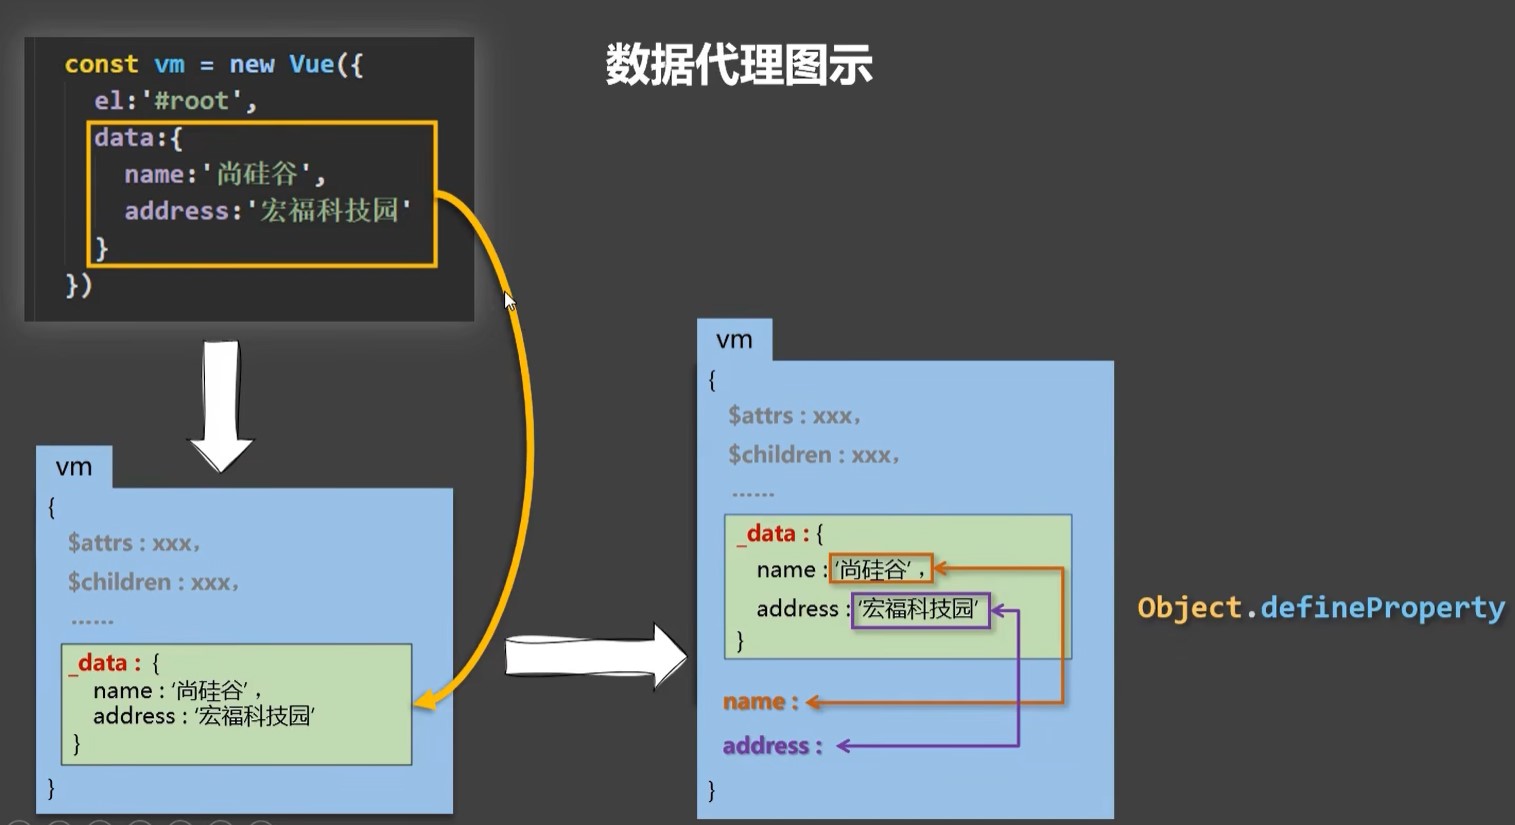 数据代理图示
const vm = new Vue({
el:'#root',
data:{
name:'尚硅谷',
address:'宏福科技园'
}
})
vm
{
$attrs : xxx，
$children : xxx，
......
_data : {
name : ‘尚硅谷’，
address : ‘宏福科技园’
}
}
vm
{
$attrs : xxx，
$children : xxx，
......
_data : {
name : ‘尚硅谷’，
address : ‘宏福科技园’
}
name :
address :
}
Object.defineProperty